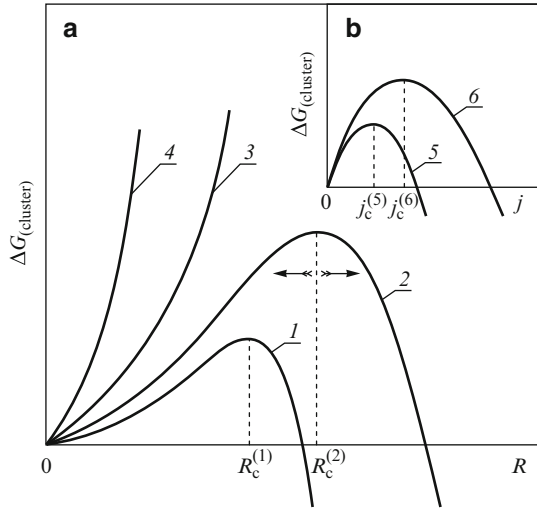 a
b
ΔG(cluster)
4
3
2
1
0
R_c^(1)
R_c^(2)
R
ΔG(cluster)
6
5
0
j_c^(5)
j_c^(6)
j